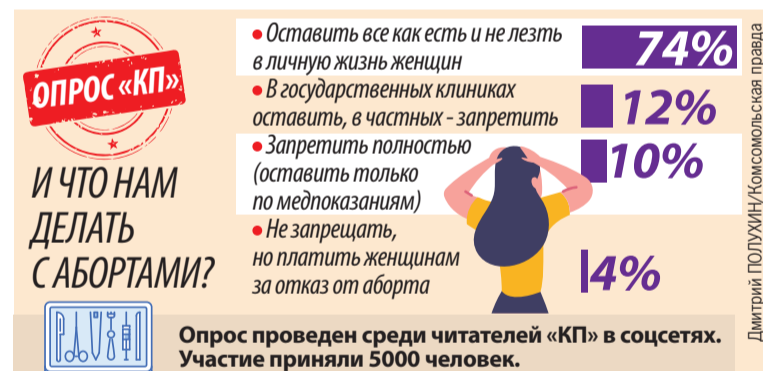 ОПРОС «КП»
И ЧТО НАМ
ДЕЛАТЬ
С АБОРТАМИ?
• Оставить все как есть и не лезть
в личную жизнь женщин
74%
• В государственных клиниках
оставить, в частных - запретить
12%
• Запретить полностью
(оставить только
по медпоказаниям)
10%
• Не запрещать,
но платить женщинам
за отказ от аборта
4%
Опрос проведен среди читателей «КП» в соцсетях.
Участие приняли 5000 человек.
Дмитрий ПОЛУХИН/Комсомольская правда